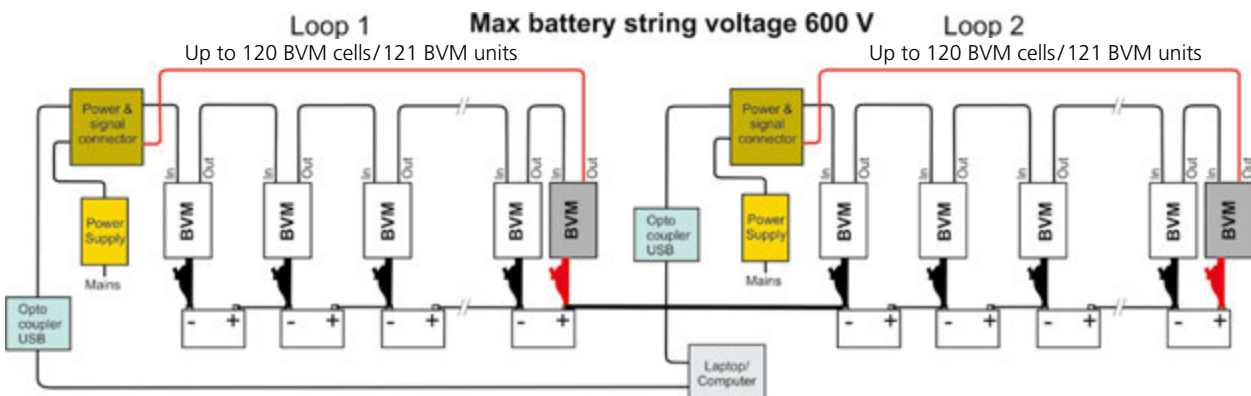 Loop 1
Max battery string voltage 600 V
Loop 2
Up to 120 BVM cells/121 BVM units
Up to 120 BVM cells/121 BVM units
Power &
signal
connector
In
Out
In
Out
In
Out
In
Out
In
Out
Power
Supply
Mains
BVM
BVM
BVM
BVM
BVM
Opto
coupler
USB
- +
- +
- +
- +
Power &
signal
connector
In
Out
In
Out
In
Out
In
Out
In
Out
Opto
coupler
USB
Power
Supply
Mains
BVM
BVM
BVM
BVM
BVM
- +
- +
- +
- +
Laptop/
Computer